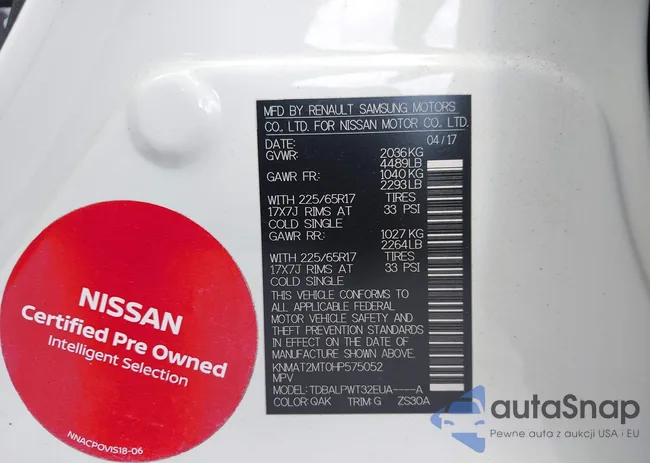 MFD BY RENAULT SAMSUNG MOTORS
CO., LTD. FOR NISSAN MOTOR CO., LTD.
DATE: 04/17
GVWR: 2036KG
4489LB
GAWR FR: 1040 KG
2293LB
WITH 225/65R17 TIRES
17X7J RIMS AT 33 PSI
COLD SINGLE
GAWR RR: 1027 KG
2264LB
WITH 225/65R17 TIRES
17X7J RIMS AT 33 PSI
COLD SINGLE
THIS VEHICLE CONFORMS TO
ALL APPLICABLE FEDERAL
MOTOR VEHICLE SAFETY AND
THEFT PREVENTION STANDARDS
IN EFFECT ON THE DATE OF
MANUFACTURE SHOWN ABOVE.
KNMAT2MT0HP575052
MPV
MODEL:TDBALPWT32EUA----A
COLOR:QAK TRIM:G ZS30A
NISSAN
Certified Pre Owned
Intelligent Selection
NNACPOVIS18-06
autaSnap
Pewne auta z aukcji USA i EU